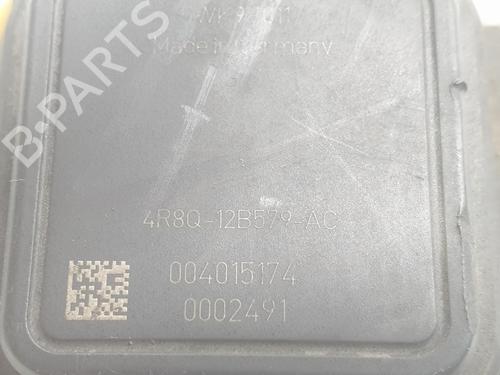 Made in Germany
4R8Q-12B579-AC
004015174
0002491
B-PARTS